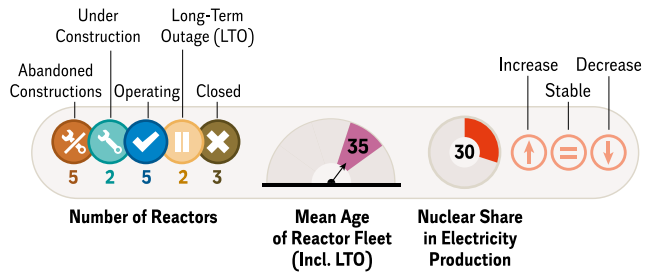 Under
Construction
Long-Term
Outage (LTO)
Abandoned
Constructions
Operating
Closed
Increase
Stable
Decrease
5
2
5
2
3
35
30
Number of Reactors
Mean Age
of Reactor Fleet
(Incl. LTO)
Nuclear Share
in Electricity
Production